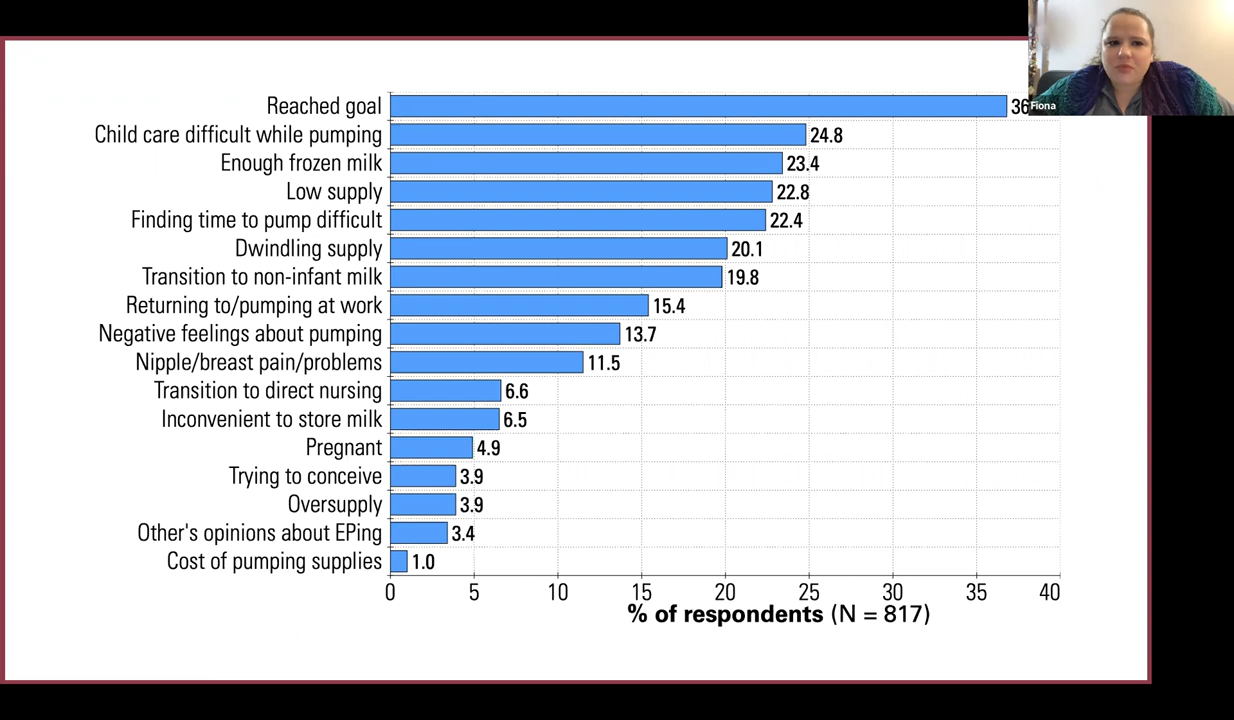 Reached goal 36
Fiona
Child care difficult while pumping 24.8
Enough frozen milk 23.4
Low supply 22.8
Finding time to pump difficult 22.4
Dwindling supply 20.1
Transition to non-infant milk 19.8
Returning to/pumping at work 15.4
Negative feelings about pumping 13.7
Nipple/breast pain/problems 11.5
Transition to direct nursing 6.6
Inconvenient to store milk 6.5
Pregnant 4.9
Trying to conceive 3.9
Oversupply 3.9
Other's opinions about EPing 3.4
Cost of pumping supplies 1.0
0 5 10 15 20 25 30 35 40
% of respondents (N = 817)